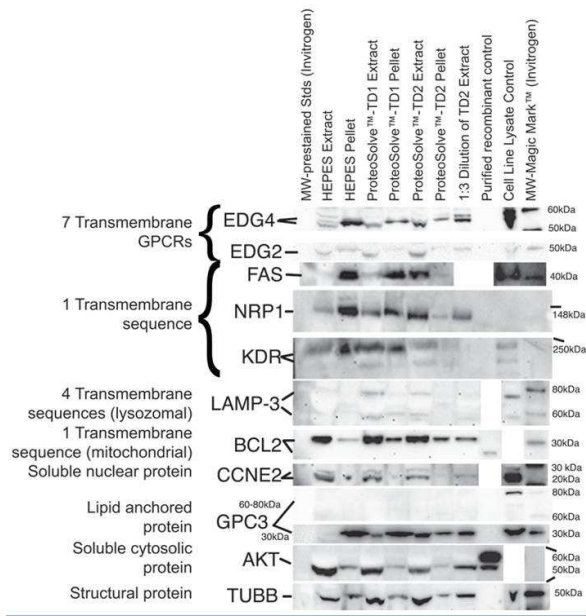 MW-prestained Stds (Invitrogen)
HEPES Extract
HEPES Pellet
ProteoSolve™-TD1 Extract
ProteoSolve™-TD1 Pellet
ProteoSolve™-TD2 Extract
ProteoSolve™-TD2 Pellet
1:3 Dilution of TD2 Extract
Purified recombinant control
Cell Line Lysate Control
MW-Magic Mark™ (Invitrogen)
7 Transmembrane
GPCRs
EDG4
60kDa
50kDa
EDG2
50kDa
FAS
40kDa
1 Transmembrane
sequence
NRP1
148kDa
KDR
250kDa
4 Transmembrane
sequences (lysozomal)
LAMP-3
80kDa
60kDa
1 Transmembrane
sequence (mitochondrial)
BCL2
30kDa
Soluble nuclear protein
CCNE2
30 kDa
20kDa
Lipid anchored
protein
GPC3
60-80kDa
30kDa
80kDa
60kDa
30kDa
Soluble cytosolic
protein
AKT
60kDa
50kDa
Structural protein
TUBB
50kDa